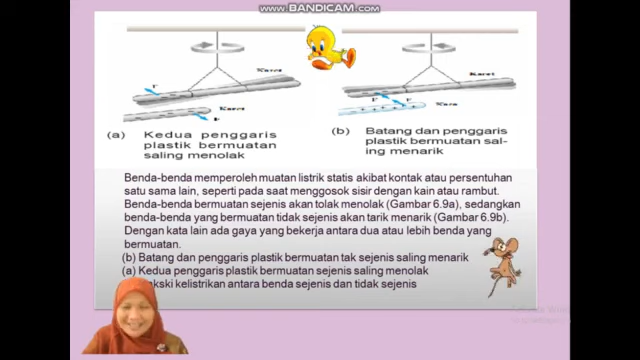 www.BANDICAM.com
Karet
F
Karet
F
(a) Kedua penggaris
plastik bermuatan
saling menolak
Karet
F
F
Kaca
(b) Batang dan penggaris
plastik bermuatan sal-
ing menarik
Benda-benda memperoleh muatan listrik statis akibat kontak atau persentuhan
satu sama lain, seperti pada saat menggosok sisir dengan kain atau rambut.
Benda-benda bermuatan sejenis akan tolak menolak (Gambar 6.9a), sedangkan
benda-benda yang bermuatan tidak sejenis akan tarik menarik (Gambar 6.9b).
Dengan kata lain ada gaya yang bekerja antara dua atau lebih benda yang
bermuatan.
(b) Batang dan penggaris plastik bermuatan tak sejenis saling menarik
(a) Kedua penggaris plastik bermuatan sejenis saling menolak
kelistrikan antara benda sejenis dan tidak sejenis